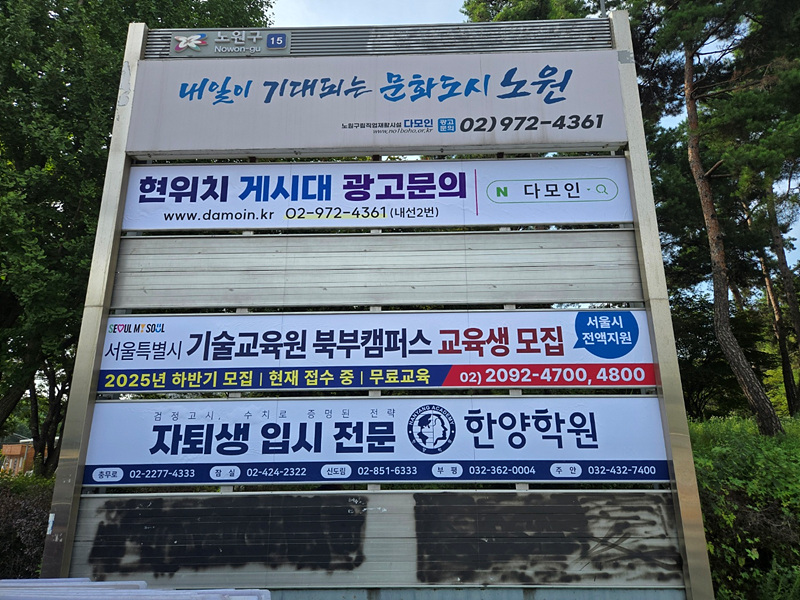 노원구 15
Nowon-gu
내일이 기대되는 문화도시 노원
노원구립직업재활시설 다모인 광고문의 02)972-4361
www.no1boho.or.kr
현위치 게시대 광고문의 N 다모인
www.damoin.kr 02-972-4361 (내선2번)
SEOUL MY SOUL
서울특별시 기술교육원 북부캠퍼스 교육생 모집
서울시 전액지원
2025년 하반기 모집 | 현재 접수 중 | 무료교육 02) 2092-4700, 4800
검정고시, 수치로 증명된 전략
자퇴생 입시 전문 HANYANG ACADEMY 한양학원
종무로 02-2277-4333 잠실 02-424-2322 신도림 02-851-6333 부평 032-362-0004 주안 032-432-7400